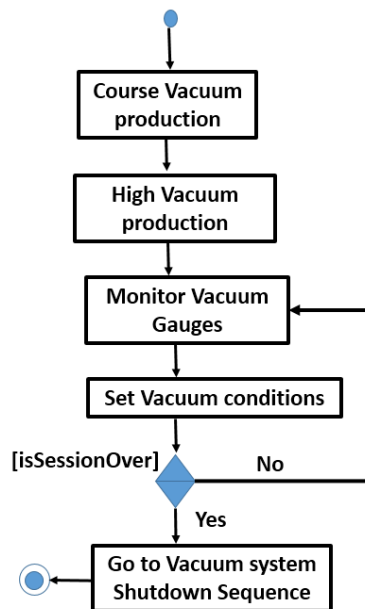 Course Vacuum
production
High Vacuum
production
Monitor Vacuum
Gauges
Set Vacuum conditions
[isSessionOver]
No
Yes
Go to Vacuum system
Shutdown Sequence